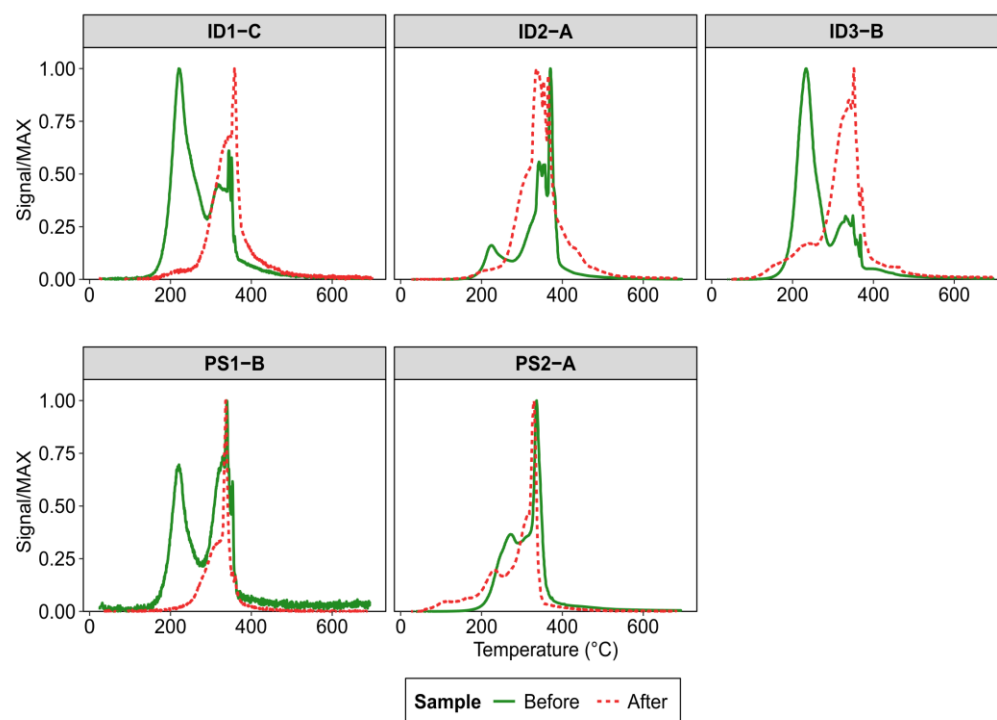 ID1−C
ID2−A
ID3−B
Signal/MAX
1.00
0.75
0.50
0.25
0.00
0 200 400 600
0 200 400 600
0 200 400 600
PS1−B
PS2−A
Signal/MAX
1.00
0.75
0.50
0.25
0.00
0 200 400 600
0 200 400 600
Temperature (°C)
Sample Before After